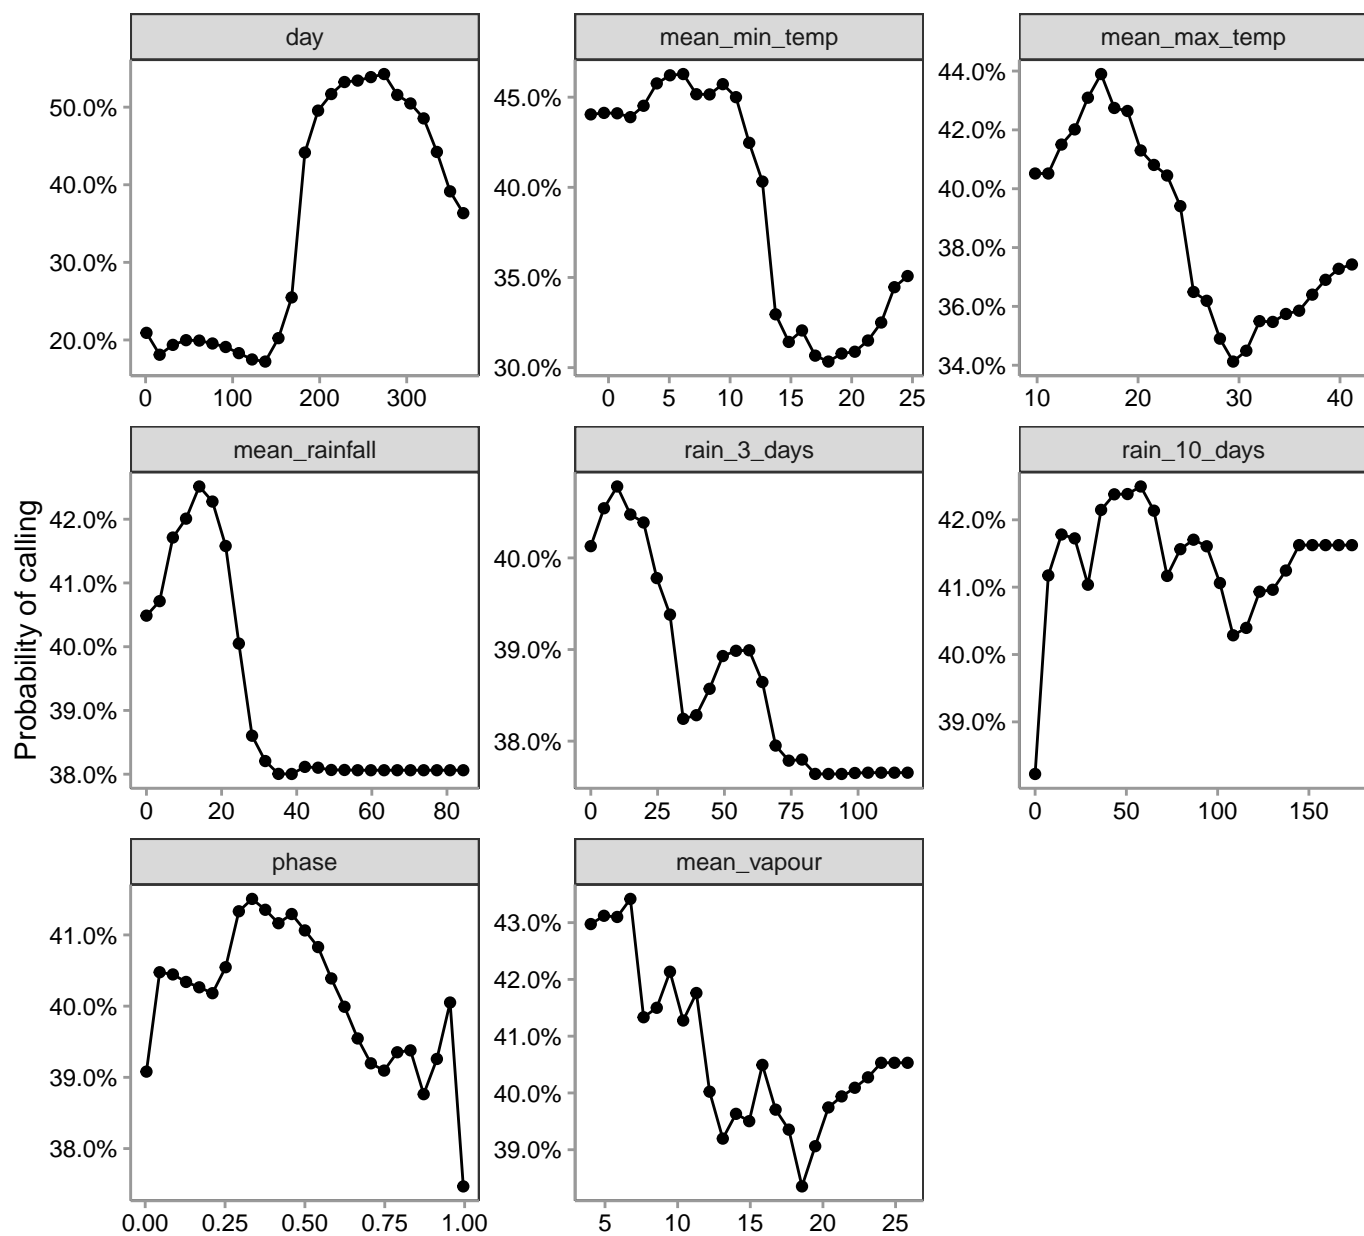 day
50.0%
40.0%
30.0%
20.0%
0 100 200 300
mean_min_temp
45.0%
40.0%
35.0%
30.0%
0 5 10 15 20 25
mean_max_temp
44.0%
42.0%
40.0%
38.0%
36.0%
34.0%
10 20 30 40
Probability of calling
mean_rainfall
42.0%
41.0%
40.0%
39.0%
38.0%
0 20 40 60 80
rain_3_days
40.0%
39.0%
38.0%
0 25 50 75 100
rain_10_days
42.0%
41.0%
40.0%
39.0%
0 50 100 150
phase
41.0%
40.0%
39.0%
38.0%
0.00 0.25 0.50 0.75 1.00
mean_vapour
43.0%
42.0%
41.0%
40.0%
39.0%
5 10 15 20 25